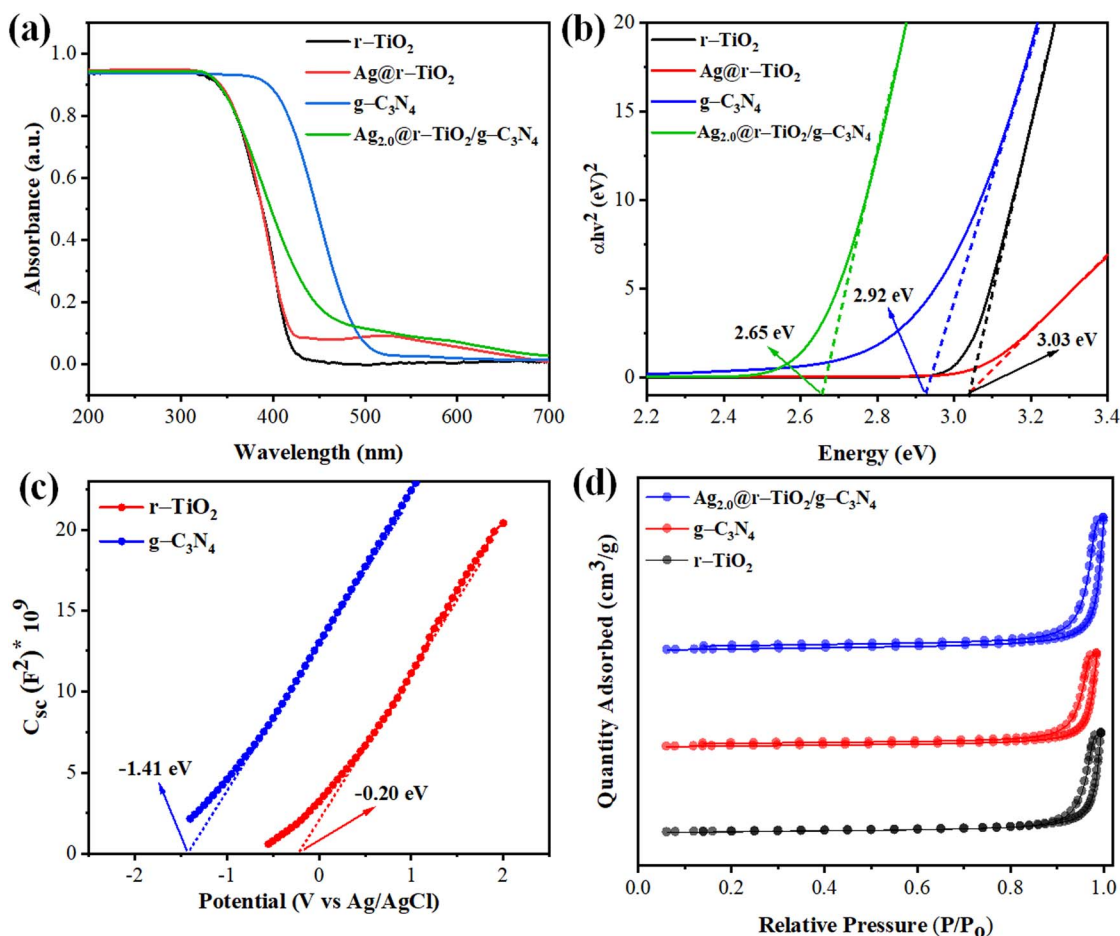 (a)
r–TiO₂
Ag@r–TiO₂
g–C₃N₄
Ag₂.₀@r–TiO₂/g–C₃N₄
1.0
0.8
0.6
0.4
0.2
0.0
Absorbance (a.u.)
200 300 400 500 600 700
Wavelength (nm)
(b)
r–TiO₂
Ag@r–TiO₂
g–C₃N₄
Ag₂.₀@r–TiO₂/g–C₃N₄
20
15
10
5
0
αhv² (eV)²
2.65 eV
2.92 eV
3.03 eV
2.2 2.4 2.6 2.8 3.0 3.2 3.4
Energy (eV)
(c)
r–TiO₂
g–C₃N₄
20
15
10
5
0
C_sc (F²)* 10⁹
-1.41 eV
-0.20 eV
-2 -1 0 1 2
Potential (V vs Ag/AgCl)
(d)
Ag₂.₀@r–TiO₂/g–C₃N₄
g–C₃N₄
r–TiO₂
Quantity Adsorbed (cm³/g)
0.0 0.2 0.4 0.6 0.8 1.0
Relative Pressure (P/P₀)